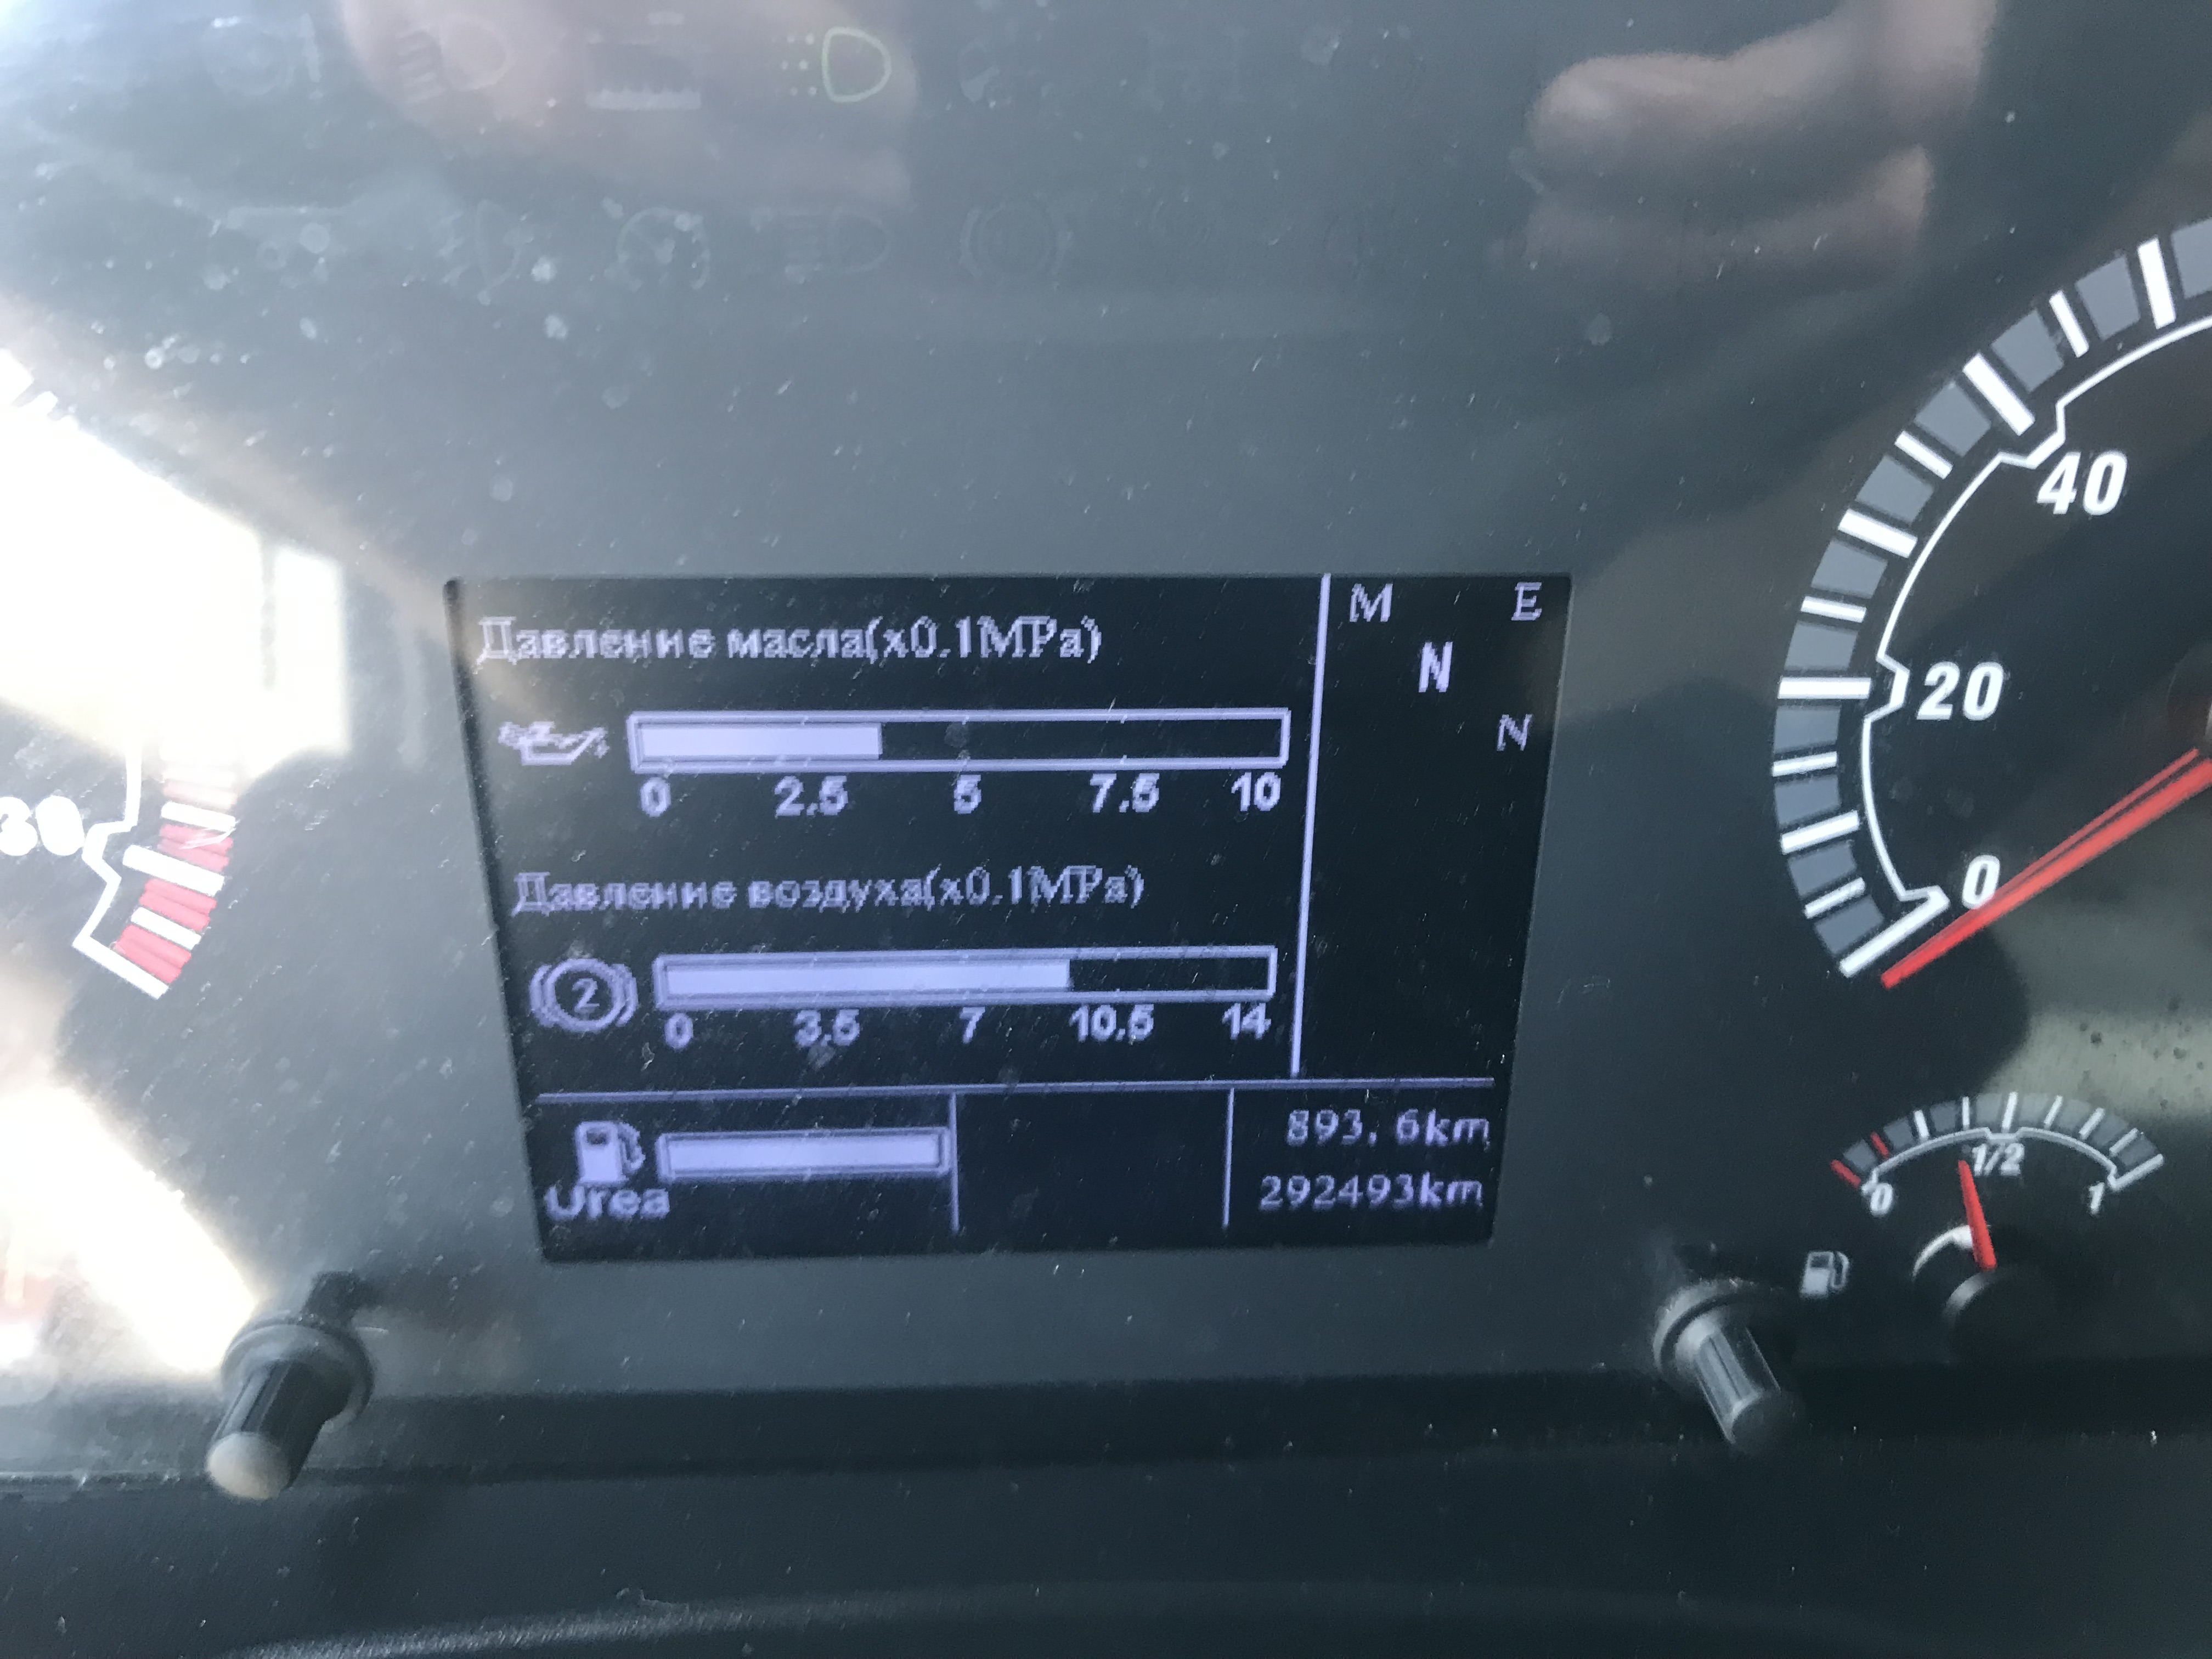 Давление масла(x0.1MPa)
0 2.5 5 7.5 10
Давление воздуха(x0.1MPa)
2
0 3.5 7 10.5 14
Urea
M E
N
N
893.6km
292493km
30
40
20
0
0 1/2 1